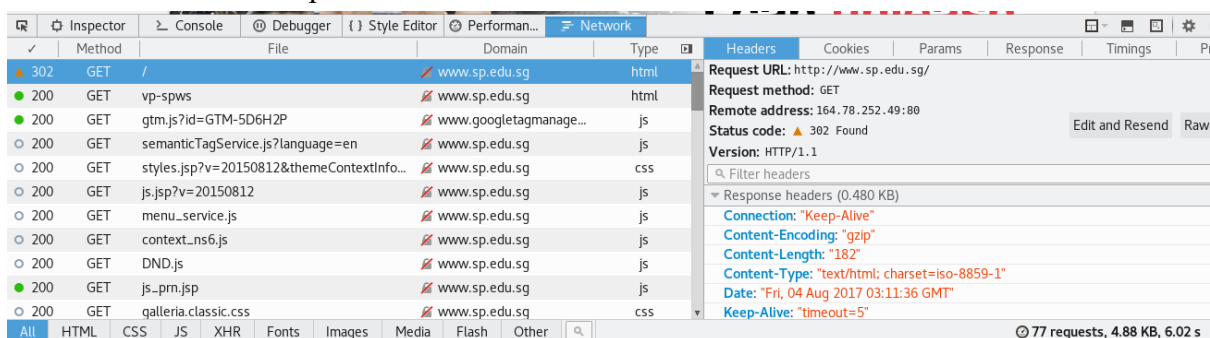 Inspector Console Debugger { } Style Editor Performan... Network
✓ Method File Domain Type Headers Cookies Params Response Timings
302 GET / www.sp.edu.sg html
200 GET vp-spws www.sp.edu.sg html
200 GET gtm.js?id=GTM-5D6H2P www.googletagmanage... js
200 GET semanticTagService.js?language=en www.sp.edu.sg js
200 GET styles.jsp?v=20150812&themeContextInfo... www.sp.edu.sg css
200 GET js.jsp?v=20150812 www.sp.edu.sg js
200 GET menu_service.js www.sp.edu.sg js
200 GET context_ns6.js www.sp.edu.sg js
200 GET DND.js www.sp.edu.sg js
200 GET js_prn.jsp www.sp.edu.sg js
200 GET galleria.classic.css www.sp.edu.sg css
Request URL: http://www.sp.edu.sg/
Request method: GET
Remote address: 164.78.252.49:80
Status code: 302 Found
Edit and Resend Raw
Version: HTTP/1.1
Filter headers
Response headers (0.480 KB)
Connection: "Keep-Alive"
Content-Encoding: "gzip"
Content-Length: "182"
Content-Type: "text/html; charset=iso-8859-1"
Date: "Fri, 04 Aug 2017 03:11:36 GMT"
Keep-Alive: "timeout=5"
All HTML CSS JS XHR Fonts Images Media Flash Other
77 requests, 4.88 KB, 6.02 s